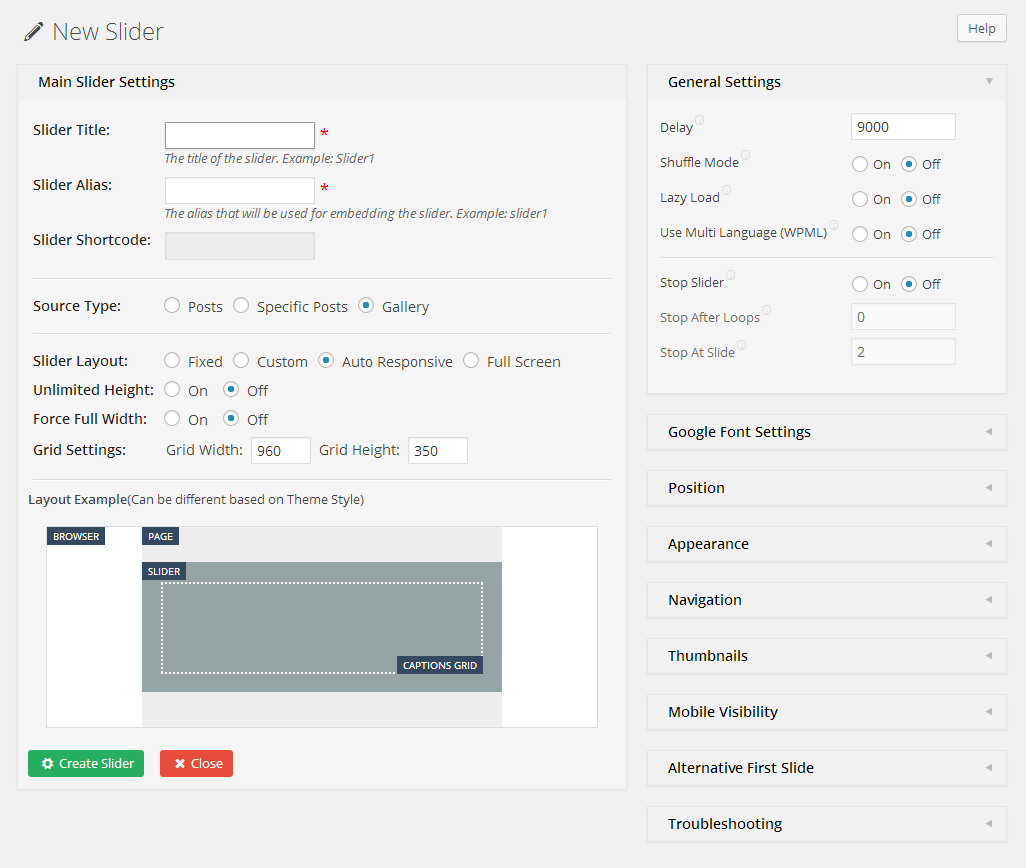 New Slider
Help
Main Slider Settings
Slider Title: *
The title of the slider. Example: Slider1
Slider Alias: *
The alias that will be used for embedding the slider. Example: slider1
Slider Shortcode:
Source Type: Posts Specific Posts Gallery
Slider Layout: Fixed Custom Auto Responsive Full Screen
Unlimited Height: On Off
Force Full Width: On Off
Grid Settings: Grid Width: 960 Grid Height: 350
Layout Example(Can be different based on Theme Style)
BROWSER PAGE
SLIDER
CAPTIONS GRID
Create Slider Close
General Settings
Delay 9000
Shuffle Mode On Off
Lazy Load On Off
Use Multi Language (WPML) On Off
Stop Slider On Off
Stop After Loops 0
Stop At Slide 2
Google Font Settings
Position
Appearance
Navigation
Thumbnails
Mobile Visibility
Alternative First Slide
Troubleshooting